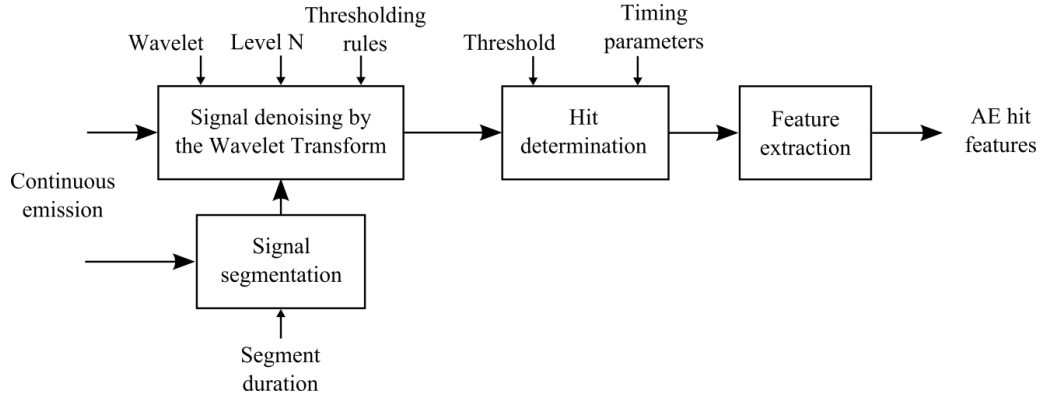 Wavelet
Level N
Thresholding
rules
Threshold
Timing
parameters
Signal denoising by
the Wavelet Transform
Hit
determination
Feature
extraction
AE hit
features
Continuous
emission
Signal
segmentation
Segment
duration